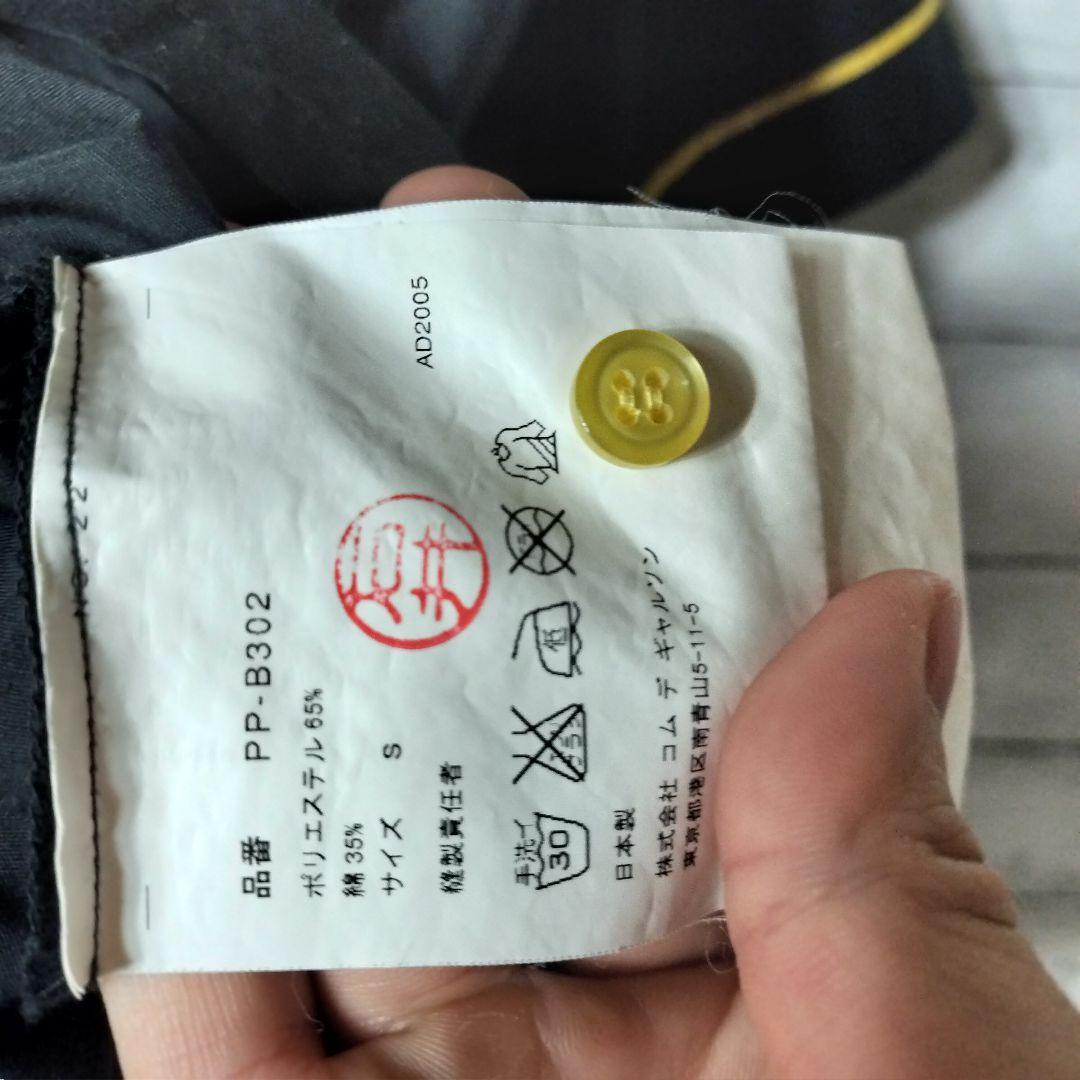 品番 PP-B302
ポリエステル 65%
綿 35%
サイズ S
AD2005
縫製責任者
手洗イ
30
低
日本製
株式会社 コム デ ギャルソン
東京都港区南青山5-11-5